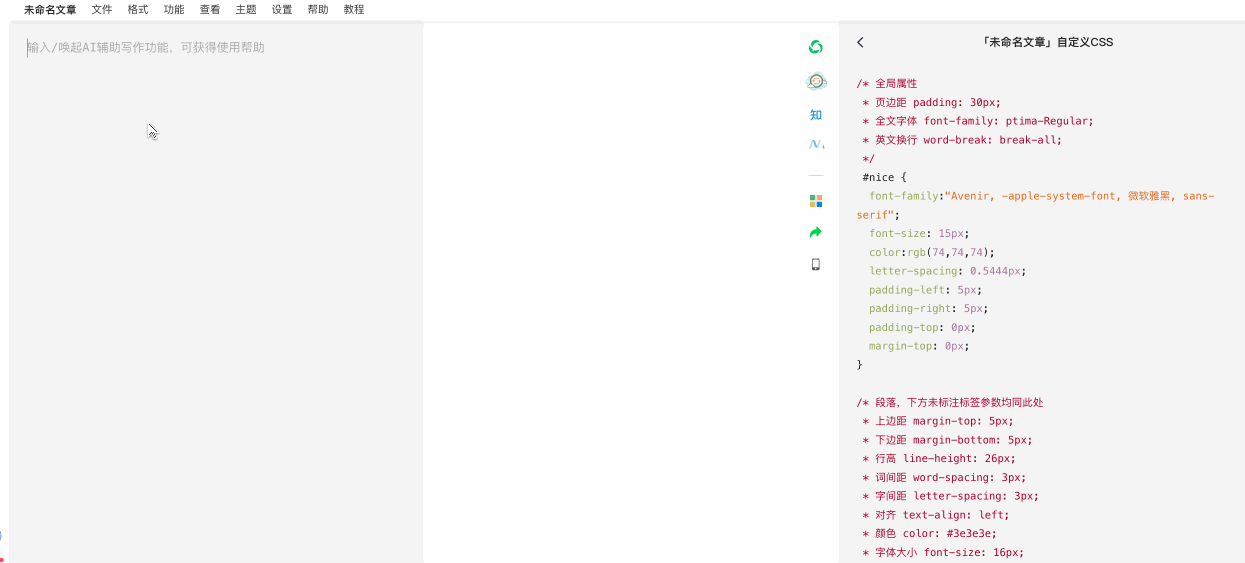 未命名文章 文件 格式 功能 查看 主题 设置 帮助 教程
输入/唤起AI辅助写作功能，可获得使用帮助
知
「未命名文章」自定义CSS
/* 全局属性
* 页边距 padding: 30px;
* 全文字体 font-family: ptima-Regular;
* 英文换行 word-break: break-all;
*/
#nice {
font-family:"Avenir, -apple-system-font, 微软雅黑, sans-
serif";
font-size: 15px;
color:rgb(74,74,74);
letter-spacing: 0.5444px;
padding-left: 5px;
padding-right: 5px;
padding-top: 0px;
margin-top: 0px;
}
/* 段落，下方未标注标签参数均同此处
* 上边距 margin-top: 5px;
* 下边距 margin-bottom: 5px;
* 行高 line-height: 26px;
* 词间距 word-spacing: 3px;
* 字间距 letter-spacing: 3px;
* 对齐 text-align: left;
* 颜色 color: #3e3e3e;
* 字体大小 font-size: 16px;